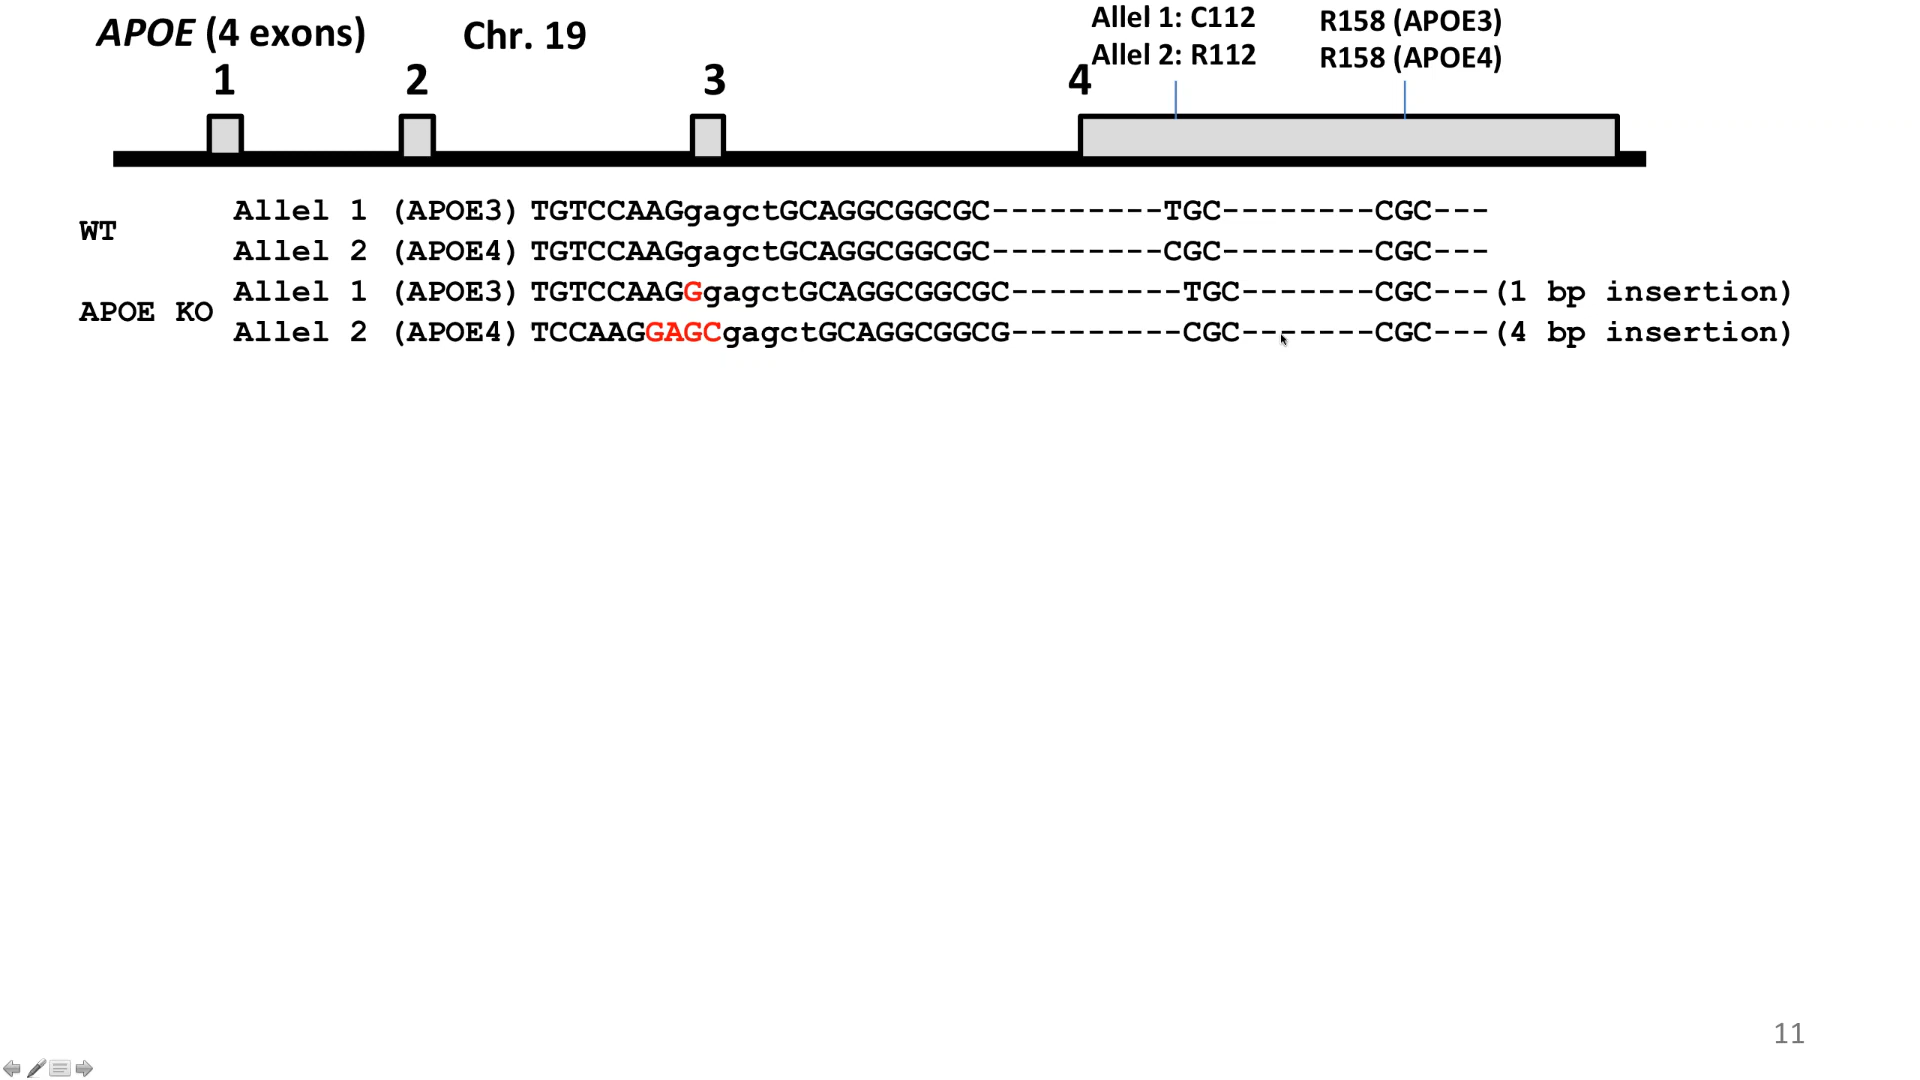 APOE (4 exons) Chr. 19
Allel 1: C112 R158 (APOE3)
Allel 2: R112 R158 (APOE4)
1 2 3 4
WT
Allel 1 (APOE3) TGTCCAAGgagctGCAGGCGGCGC---------TGC--------CGC---
Allel 2 (APOE4) TGTCCAAGgagctGCAGGCGGCGC---------CGC--------CGC---
APOE KO
Allel 1 (APOE3) TGTCCAAGGgagctGCAGGCGGCGC---------TGC-------CGC---(1 bp insertion)
Allel 2 (APOE4) TCCAAGGAGCgagctGCAGGCGGCG---------CGC-------CGC---(4 bp insertion)
11